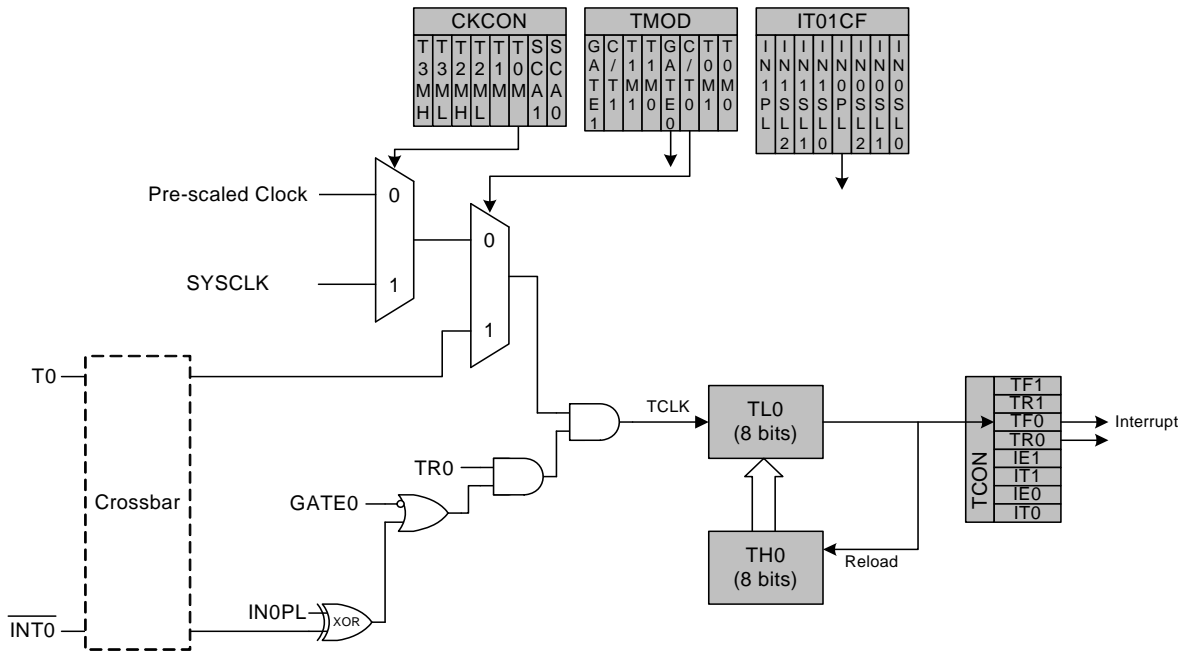 CKCON
T3MH
T3ML
T2MH
T2ML
T1M
T0M
SCA1
SCA0
TMOD
GATE1
C/T1
T1M1
T1M0
GATE0
C/T0
T0M1
T0M0
IT01CF
IN1PL
IN1SL2
IN1SL1
IN1SL0
IN0PL
IN0SL2
IN0SL1
IN0SL0
Pre-scaled Clock
0
SYSCLK
1
0
1
T0
Crossbar
INT0
TR0
GATE0
IN0PL
XOR
TCLK
TL0
(8 bits)
TH0
(8 bits)
Reload
TCON
TF1
TR1
TF0
TR0
IE1
IT1
IE0
IT0
Interrupt